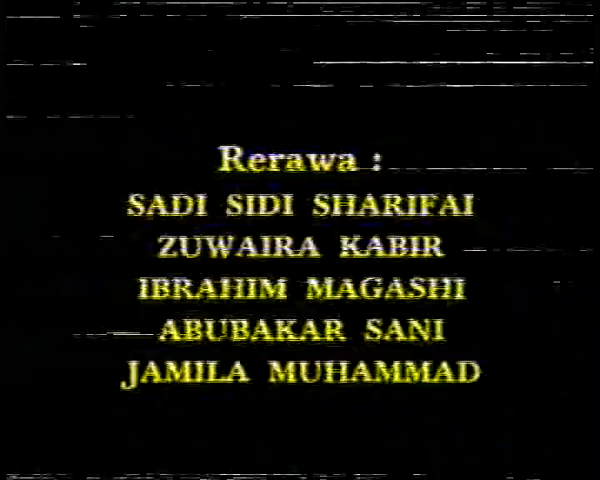 Rerawa :
SADI SIDI SHARIFAI
ZUWAIRA KABIR
IBRAHIM MAGASHI
ABUBAKAR SANI
JAMILA MUHAMMAD